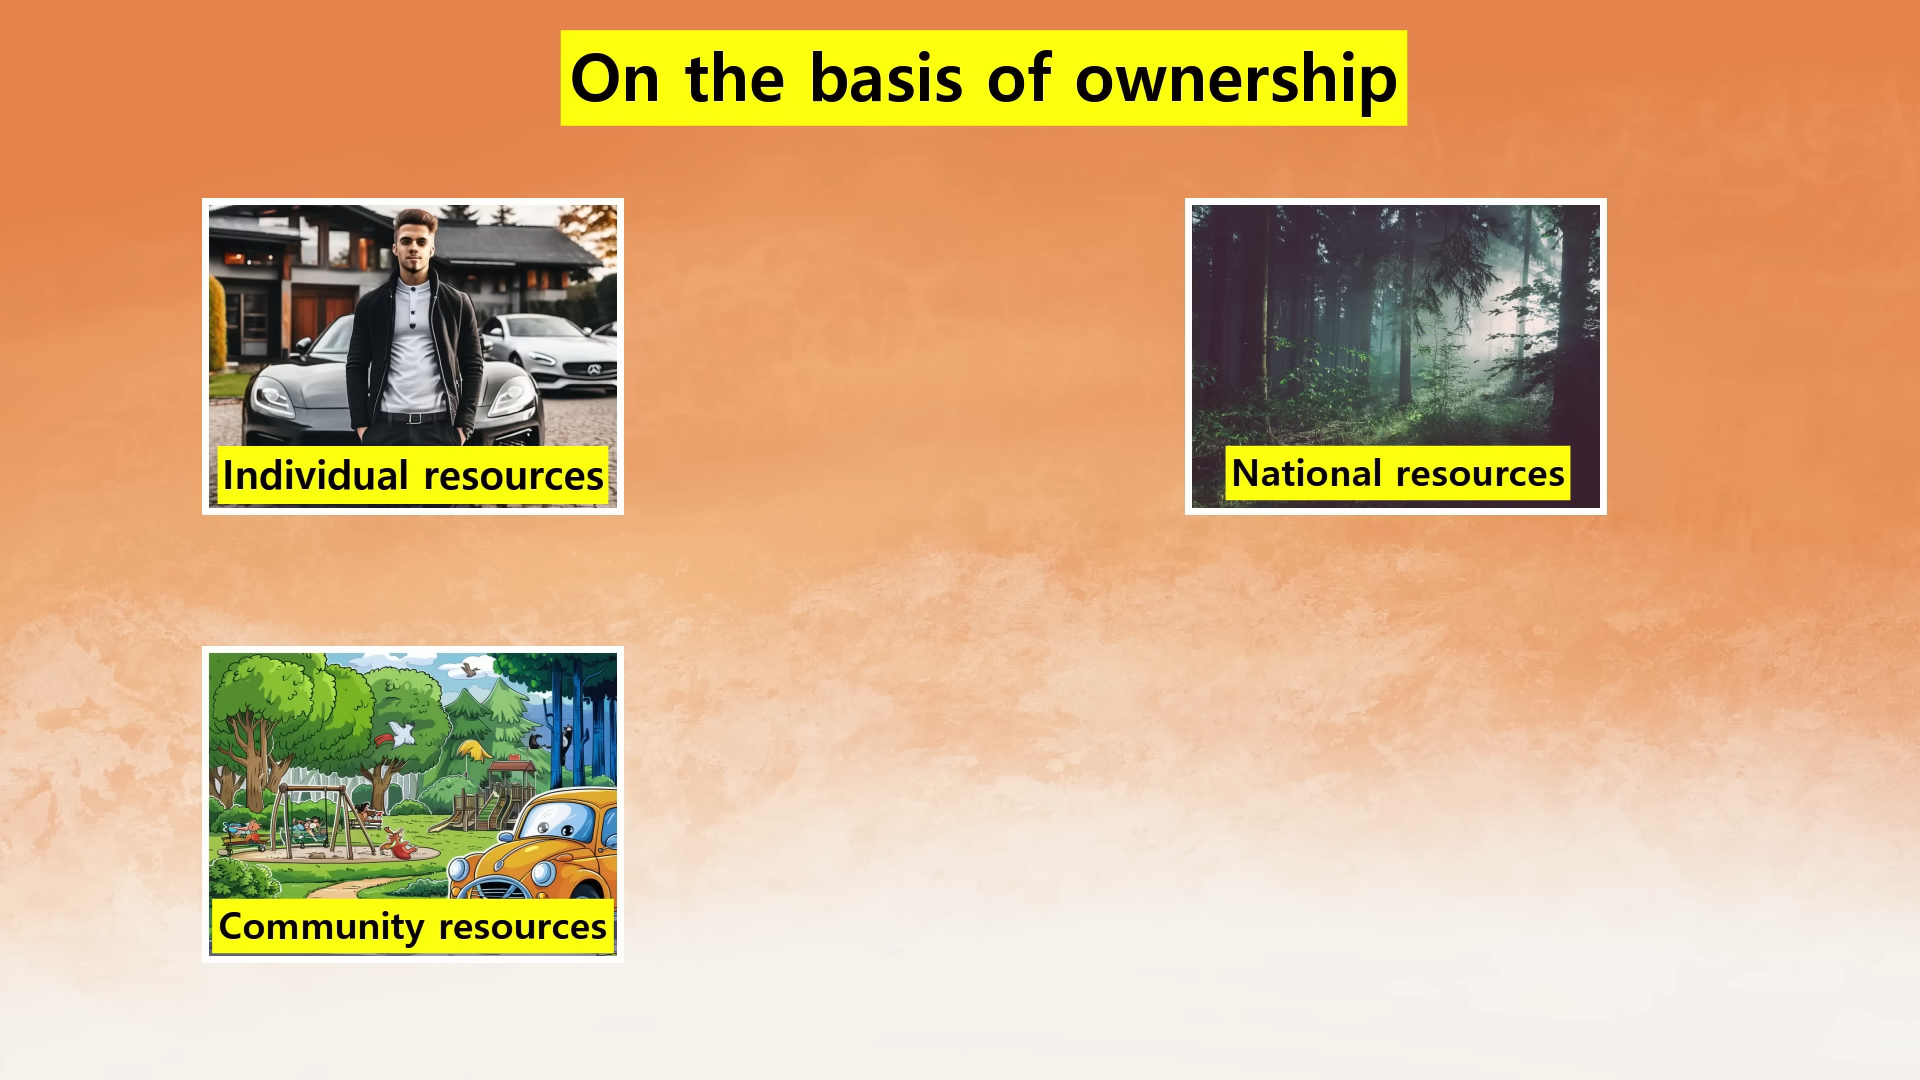 On the basis of ownership
Individual resources
National resources
Community resources